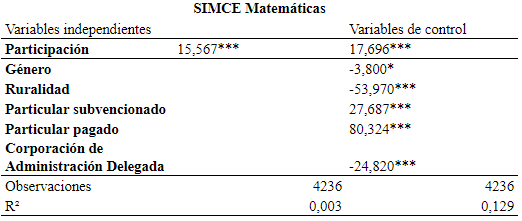 SIMCE Matemáticas
Variables independientes Variables de control
Participación 15,567*** 17,696***
Género -3,800*
Ruralidad -53,970***
Particular subvencionado 27,687***
Particular pagado 80,324***
Corporación de
Administración Delegada -24,820***
Observaciones 4236 4236
R² 0,003 0,129